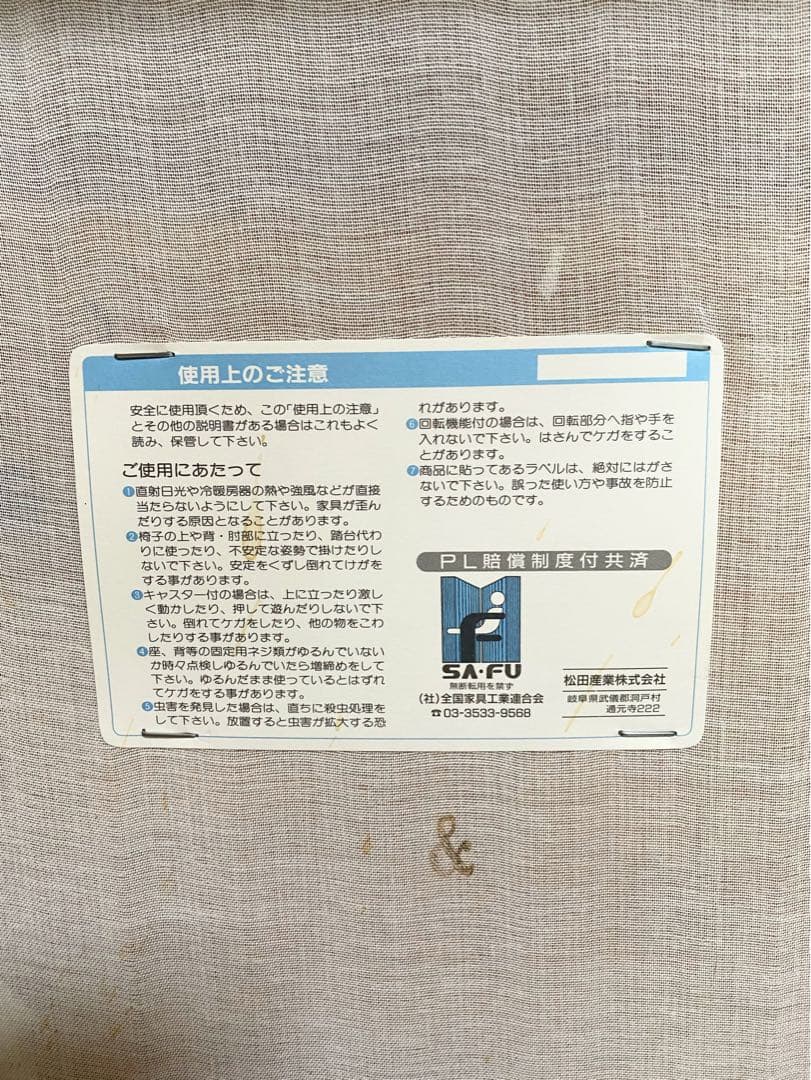 使用上のご注意
安全に使用頂くため、この「使用上の注意」
とその他の説明書がある場合はこれもよく
読み、保管して下さい。
ご使用にあたって
❶直射日光や冷暖房器の熱や強風などが直接
当たらないようにして下さい。家具が歪ん
だりする原因となることがあります。
❷椅子の上や背・肘部に立ったり、踏台代わ
りに使ったり、不安定な姿勢で掛けたりし
ないで下さい。安定をくずし倒れてけがを
する事があります。
❸キャスター付の場合は、上に立ったり激し
く動かしたり、押して遊んだりしないで下
さい。倒れてケガをしたり、他の物をこわ
したりする事があります。
❹座、背等の固定用ネジ類がゆるんでいない
か時々点検しゆるんでいたら増締めをして
下さい。ゆるんだまま使っているとはずれ
てケガをする事があります。
❺虫害を発見した場合は、直ちに殺虫処理を
して下さい。放置すると虫害が拡大する恐
れがあります。
❻回転機能付の場合は、回転部分へ指や手を
入れないで下さい。はさんでケガをするこ
とがあります。
❼商品に貼ってあるラベルは、絶対にはがさ
ないで下さい。誤った使い方や事故を防止
するためのものです。
PL賠償制度付共済
SA・FU
無断転用を禁ず
(社)全国家具工業連合会
☎03-3533-9568
松田産業株式会社
岐阜県武儀郡洞戸村
通元寺222
&